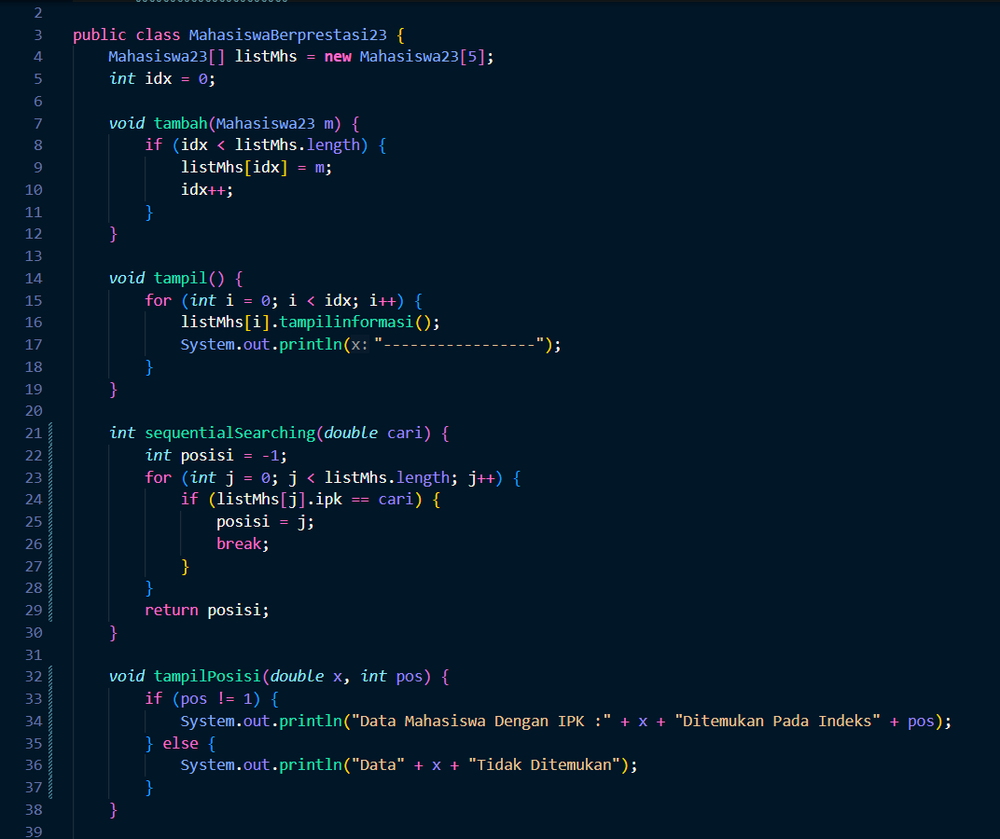 2
3 public class MahasiswaBerprestasi23 {
4 Mahasiswa23[] listMhs = new Mahasiswa23[5];
5 int idx = 0;
6
7 void tambah(Mahasiswa23 m) {
8 if (idx < listMhs.length) {
9 listMhs[idx] = m;
10 idx++;
11 }
12 }
13
14 void tampil() {
15 for (int i = 0; i < idx; i++) {
16 listMhs[i].tampilinformasi();
17 System.out.println(x: "-----------------");
18 }
19 }
20
21 int sequentialSearching(double cari) {
22 int posisi = -1;
23 for (int j = 0; j < listMhs.length; j++) {
24 if (listMhs[j].ipk == cari) {
25 posisi = j;
26 break;
27 }
28 }
29 return posisi;
30 }
31
32 void tampilPosisi(double x, int pos) {
33 if (pos != 1) {
34 System.out.println("Data Mahasiswa Dengan IPK :" + x + "Ditemukan Pada Indeks" + pos);
35 } else {
36 System.out.println("Data" + x + "Tidak Ditemukan");
37 }
38 }
39